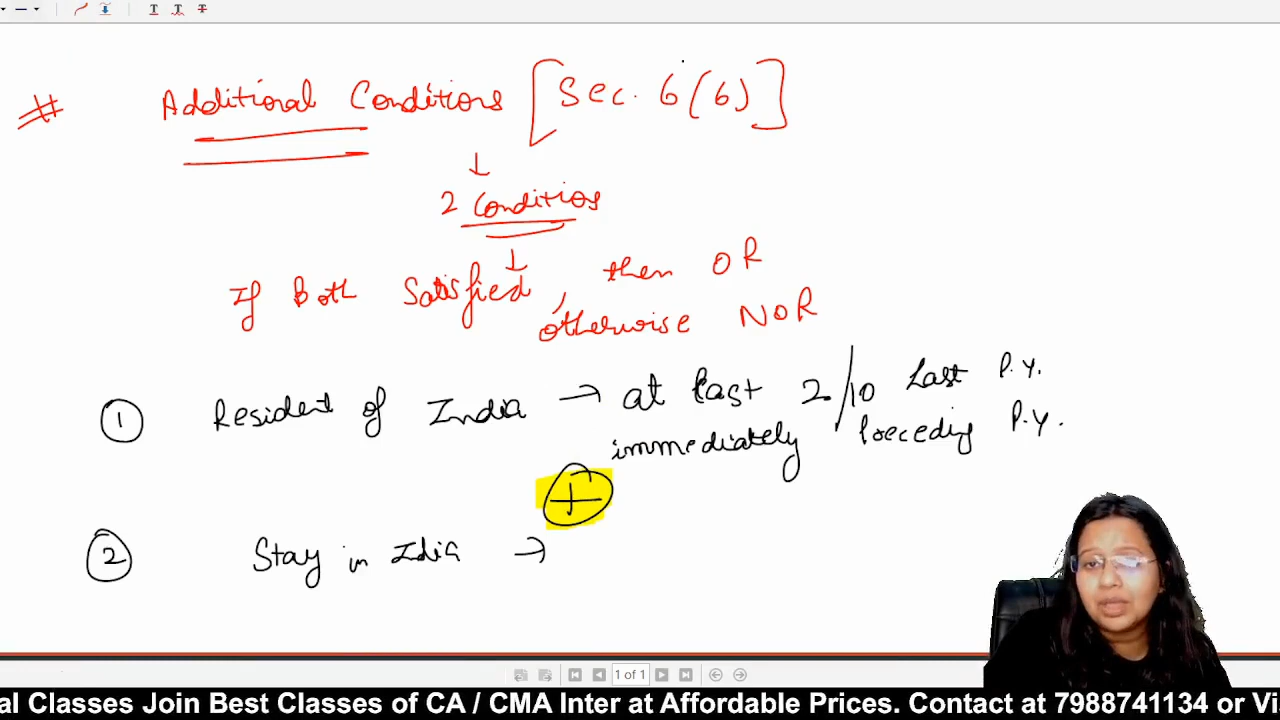 # Additional Conditions [Sec. 6(6)]
↓
2 Conditions
↓
If Both Satisfied, then OR
otherwise NOR
① Resident of India → at last 2/10 Last P.Y.
immediately Preceding P.Y.
+
② Stay in Idia →
1 of 1
al Classes Join Best Classes of CA / CMA Inter at Affordable Prices. Contact at 7988741134 or Vi